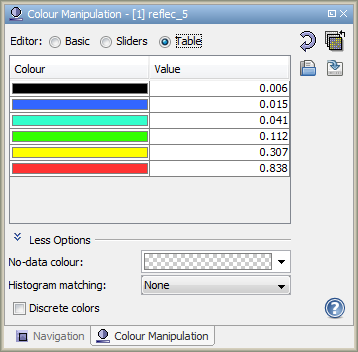 Colour Manipulation - [1] reflec_5
Editor: Basic Sliders Table
Colour Value
0.006
0.015
0.041
0.112
0.307
0.838
Less Options
No-data colour:
Histogram matching: None
Discrete colors
Navigation Colour Manipulation